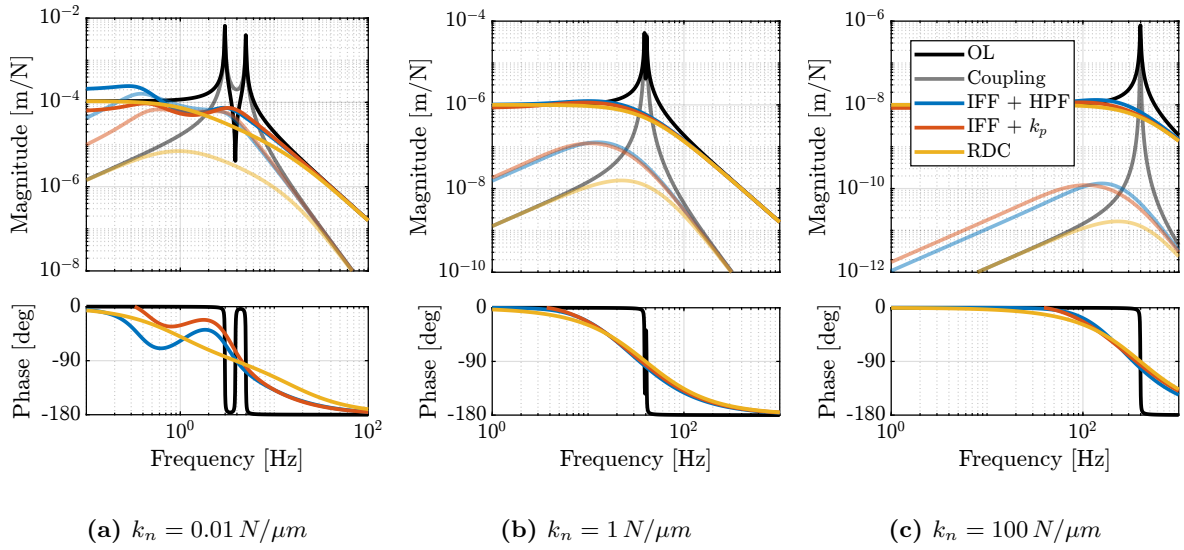 10^{-2}
10^{-4}
10^{-6}
10^{-8}
Magnitude [m/N]
0
-90
-180
Phase [deg]
10^0
10^2
Frequency [Hz]
(a) k_n = 0.01 N/μm
10^{-4}
10^{-6}
10^{-8}
10^{-10}
Magnitude [m/N]
0
-90
-180
Phase [deg]
10^0
10^2
Frequency [Hz]
(b) k_n = 1 N/μm
10^{-6}
10^{-8}
10^{-10}
10^{-12}
Magnitude [m/N]
OL
Coupling
IFF + HPF
IFF + k_p
RDC
0
-90
-180
Phase [deg]
10^0
10^2
Frequency [Hz]
(c) k_n = 100 N/μm